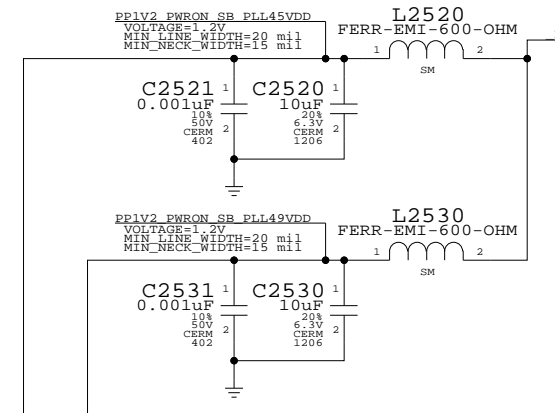 PP1V2_PWRON_SB_PLL45VDD
VOLTAGE=1.2V
MIN_LINE_WIDTH=20 mil
MIN_NECK_WIDTH=15 mil
L2520
FERR-EMI-600-OHM
1
2
SM
C2521
0.001uF
10%
50V
CERM
402
1
2
C2520
10uF
20%
6.3V
CERM
1206
1
2
PP1V2_PWRON_SB_PLL49VDD
VOLTAGE=1.2V
MIN_LINE_WIDTH=20 mil
MIN_NECK_WIDTH=15 mil
L2530
FERR-EMI-600-OHM
1
2
SM
C2531
0.001uF
10%
50V
CERM
402
1
2
C2530
10uF
20%
6.3V
CERM
1206
1
2